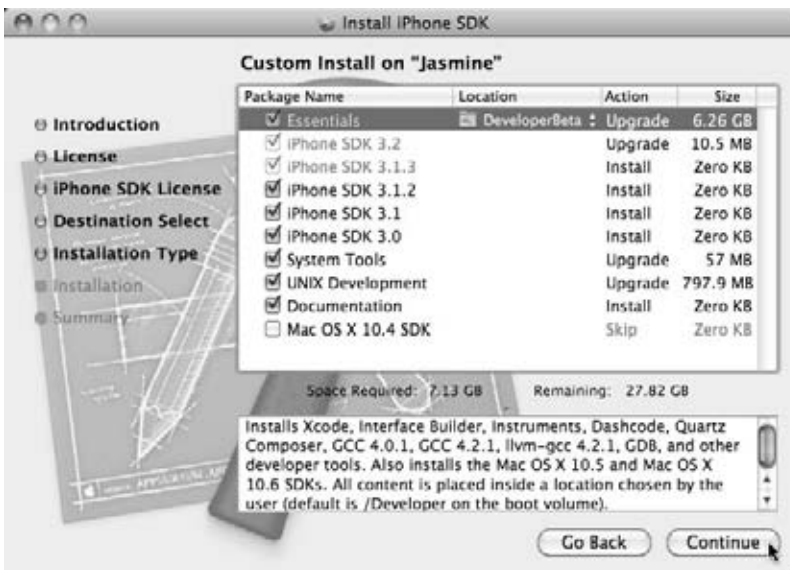 Install iPhone SDK
Custom Install on "Jasmine"
Introduction
License
iPhone SDK License
Destination Select
Installation Type
Installation
Summary
Package Name Location Action Size
Essentials DeveloperBeta Upgrade 6.26 GB
iPhone SDK 3.2 Upgrade 10.5 MB
iPhone SDK 3.1.3 Install Zero KB
iPhone SDK 3.1.2 Install Zero KB
iPhone SDK 3.1 Install Zero KB
iPhone SDK 3.0 Install Zero KB
System Tools Upgrade 57 MB
UNIX Development Upgrade 797.9 MB
Documentation Install Zero KB
Mac OS X 10.4 SDK Skip Zero KB
Space Required: 7.13 GB Remaining: 27.82 GB
Installs Xcode, Interface Builder, Instruments, Dashcode, Quartz
Composer, GCC 4.0.1, GCC 4.2.1, llvm-gcc 4.2.1, GDB, and other
developer tools. Also installs the Mac OS X 10.5 and Mac OS X
10.6 SDKs. All content is placed inside a location chosen by the
user (default is /Developer on the boot volume).
Go Back Continue